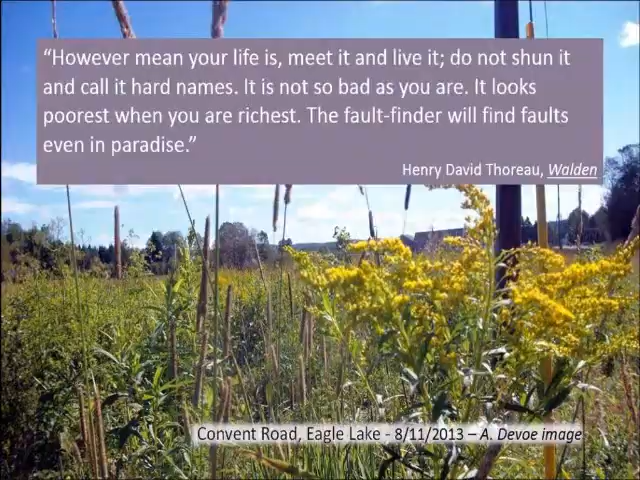 “However mean your life is, meet it and live it; do not shun it
and call it hard names. It is not so bad as you are. It looks
poorest when you are richest. The fault-finder will find faults
even in paradise.”
Henry David Thoreau, Walden
Convent Road, Eagle Lake - 8/11/2013 – A. Devoe image